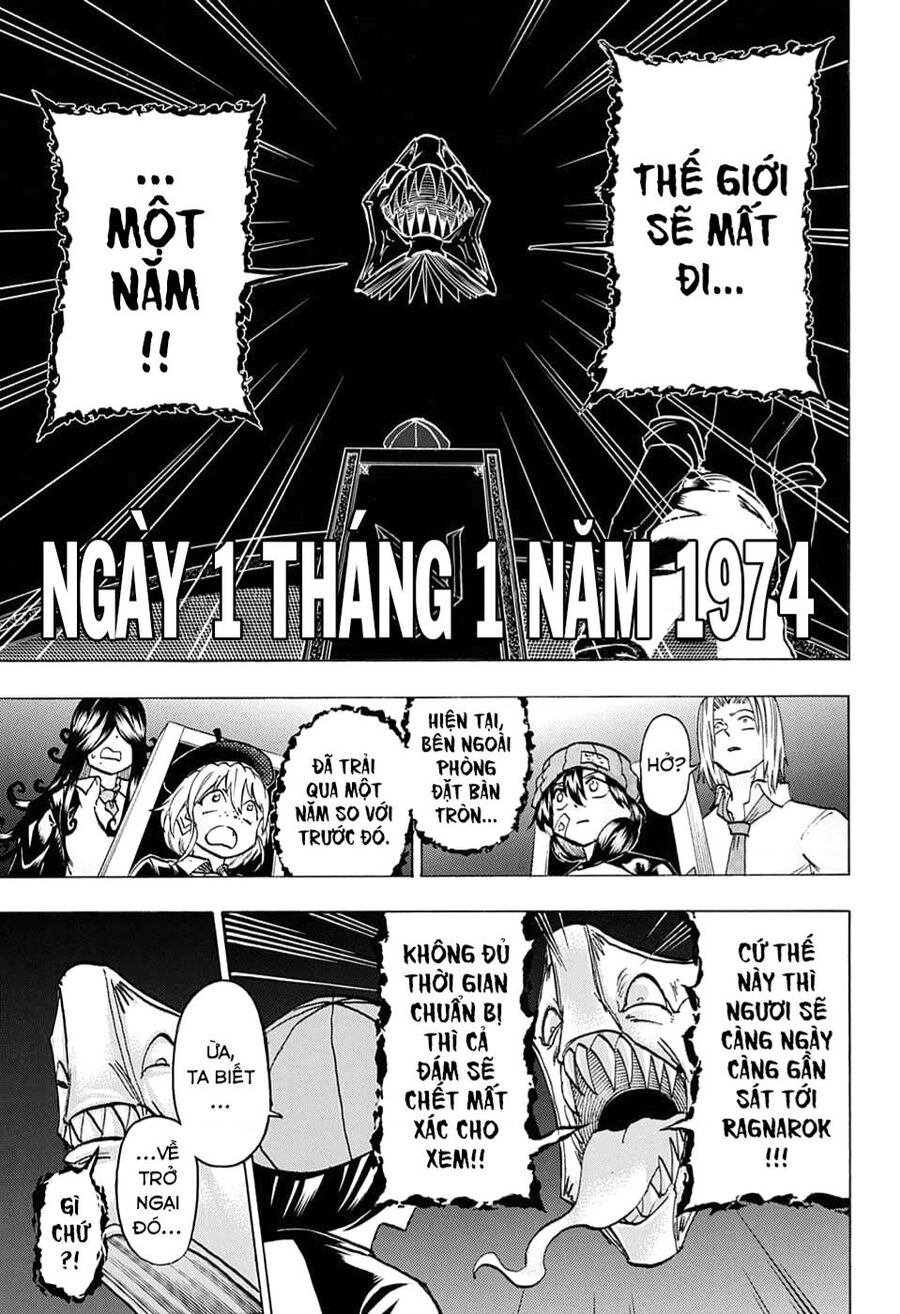 THẾ GIỚI
SẼ MẤT
ĐI...
...
MỘT
NĂM
!!
NGÀY 1 THÁNG 1 NĂM 1974
HỞ?
HIỆN TẠI,
BÊN NGOÀI
PHÒNG
ĐẶT BÀN
TRÒN...
ĐÃ TRẢI
QUA MỘT
NĂM SO VỚI
TRƯỚC ĐÓ.
CỨ THẾ
NÀY THÌ
NGƯƠI SẼ
CÀNG NGÀY
CÀNG GẦN
SÁT TỚI
RAGNAROK
!!!
KHÔNG ĐỦ
THỜI GIAN
CHUẨN BỊ
THÌ CẢ
ĐÁM SẼ
CHẾT MẤT
XÁC CHO
XEM!!
ỪA,
TA BIẾT
...
...VỀ
TRỞ
NGẠI
ĐÓ...
GÌ
CHỨ
?!